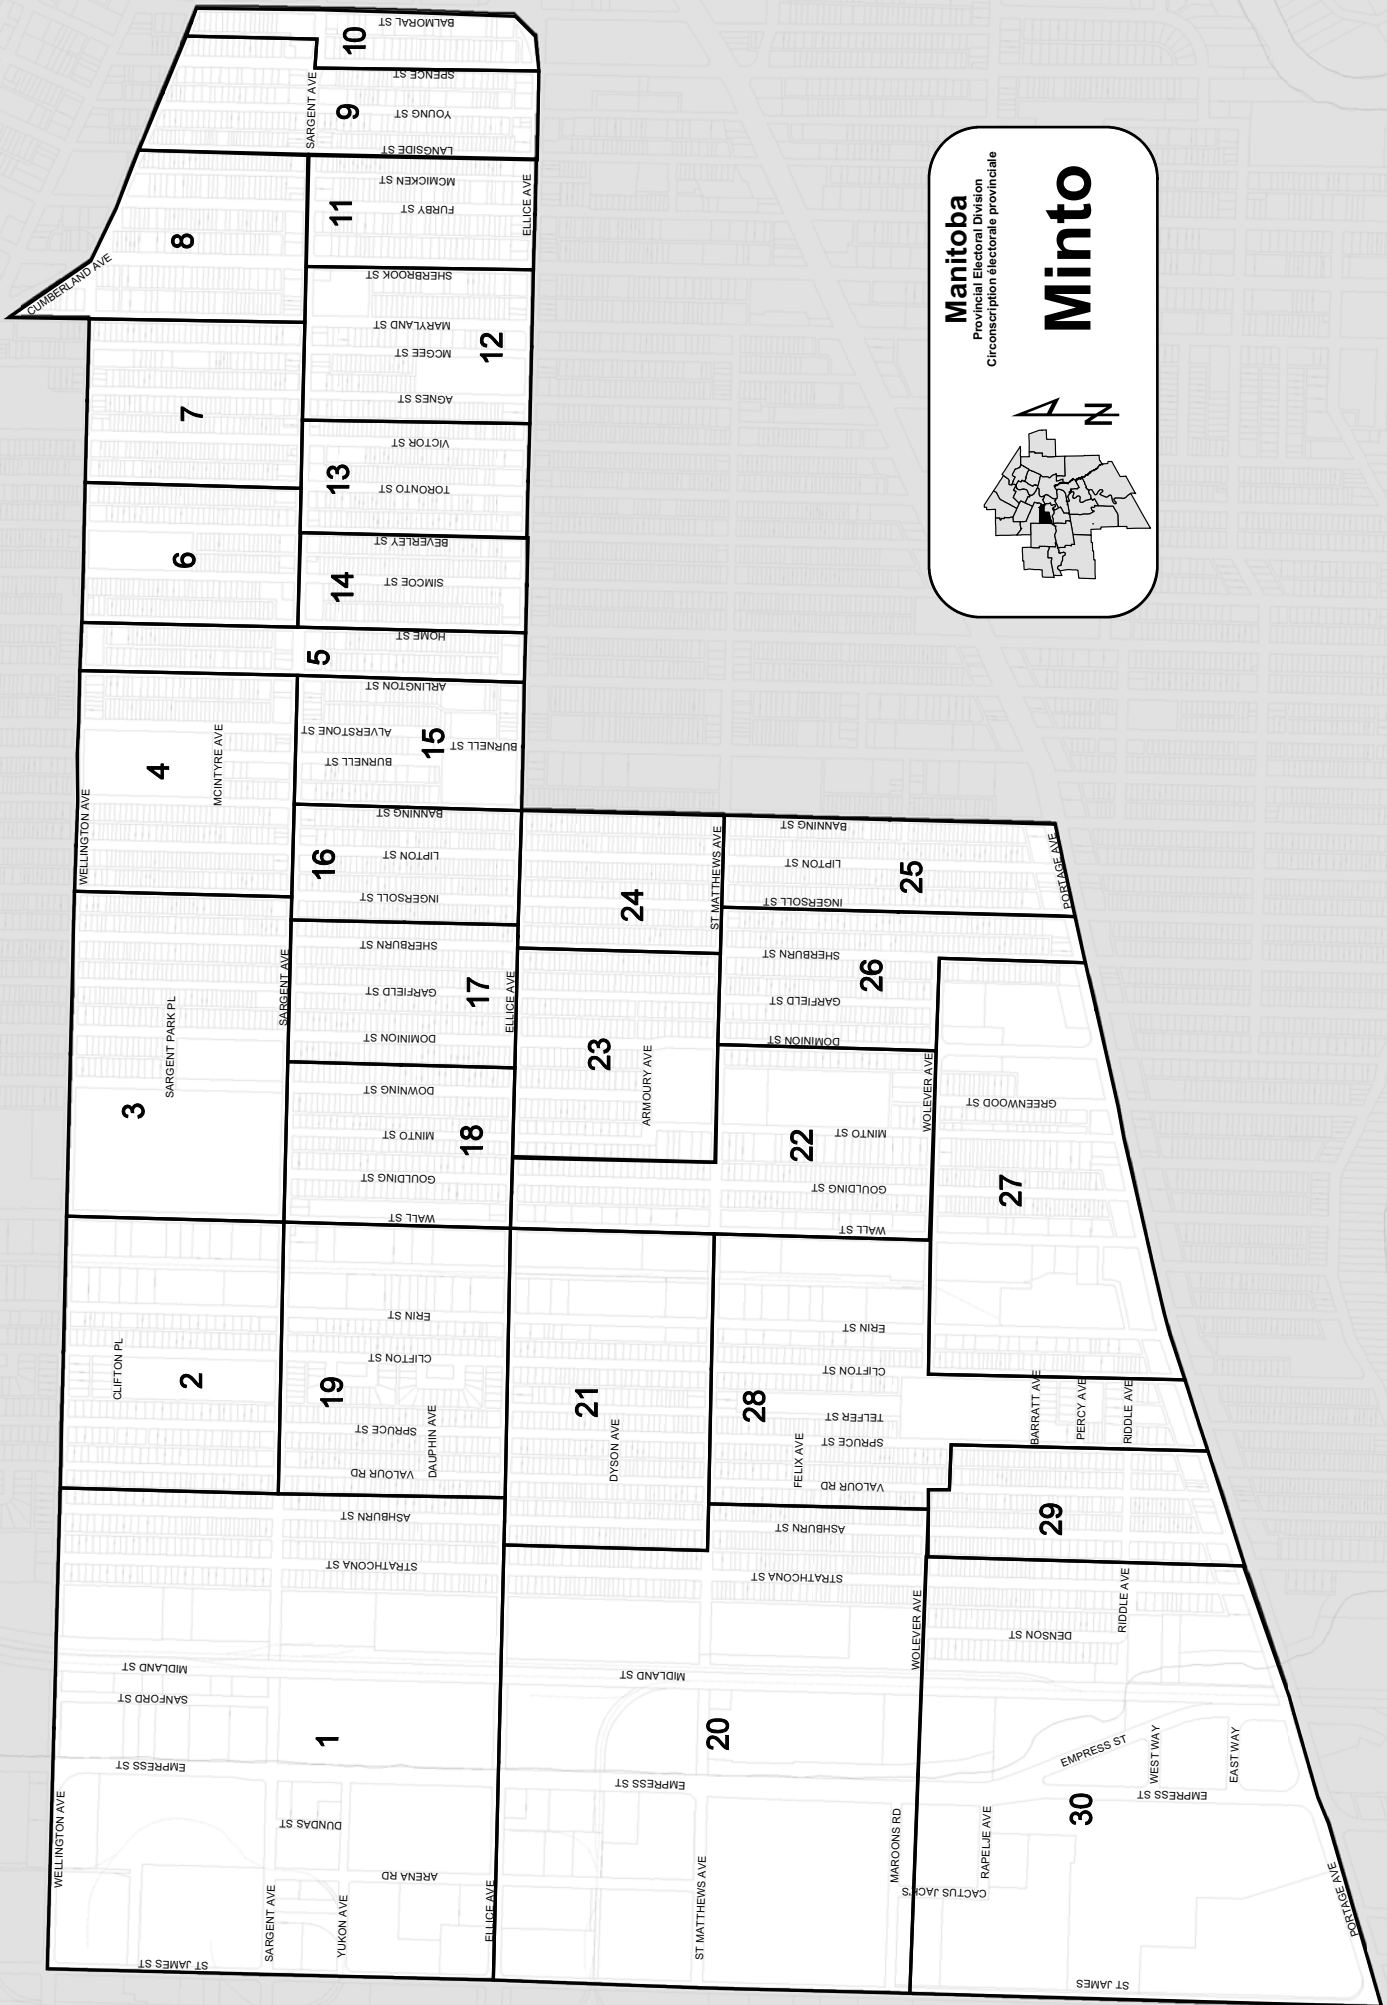 Manitoba
Provincial Electoral Division
Circonscription électorale provinciale
Minto
N
BALMORAL ST
10
SPENCE ST
SARGENT AVE
9
YOUNG ST
LANGSIDE ST
MCMICKEN ST
11
FURBY ST
ELLICE AVE
8
CUMBERLAND AVE
SHERBROOK ST
MARYLAND ST
MCGEE ST
12
AGNES ST
7
VICTOR ST
13
TORONTO ST
6
BEVERLEY ST
14
SIMCOE ST
HOME ST
5
ARLINGTON ST
ALVERSTONE ST
15
BURNELL ST
BURNELL ST
4
MCINTYRE AVE
WELLINGTON AVE
BANNING ST
16
LIPTON ST
INGERSOLL ST
24
ST MATTHEWS AVE
BANNING ST
LIPTON ST
25
INGERSOLL ST
PORTAGE AVE
SARGENT AVE
SHERBURN ST
17
GARFIELD ST
ELLICE AVE
DOMINION ST
SHERBURN ST
26
GARFIELD ST
DOMINION ST
3
SARGENT PARK PL
23
ARMOURY AVE
DOWNING ST
MINTO ST
18
GOULDING ST
WALL ST
WOLEVER AVE
GREENWOOD ST
22
MINTO ST
GOULDING ST
WALL ST
27
CLIFTON PL
2
ERIN ST
CLIFTON ST
19
SPRUCE ST
DAUPHIN AVE
VALOUR RD
21
DYSON AVE
ERIN ST
CLIFTON ST
28
TELFER ST
SPRUCE ST
FELIX AVE
VALOUR RD
BARRATT AVE
PERCY AVE
RIDDLE AVE
29
ASHBURN ST
STRATHCONA ST
ASHBURN ST
STRATHCONA ST
WOLEVER AVE
RIDDLE AVE
DENSON ST
MIDLAND ST
SANFORD ST
1
EMPRESS ST
MIDLAND ST
20
EMPRESS ST
EMPRESS ST
WEST WAY
EAST WAY
EMPRESS ST
30
WELLINGTON AVE
DUNDAS ST
ARENA RD
SARGENT AVE
YUKON AVE
ELLICE AVE
ST JAMES ST
ST MATTHEWS AVE
MAROONS RD
RAPELJE AVE
CACTUS JACK'S
PORTAGE AVE
ST JAMES